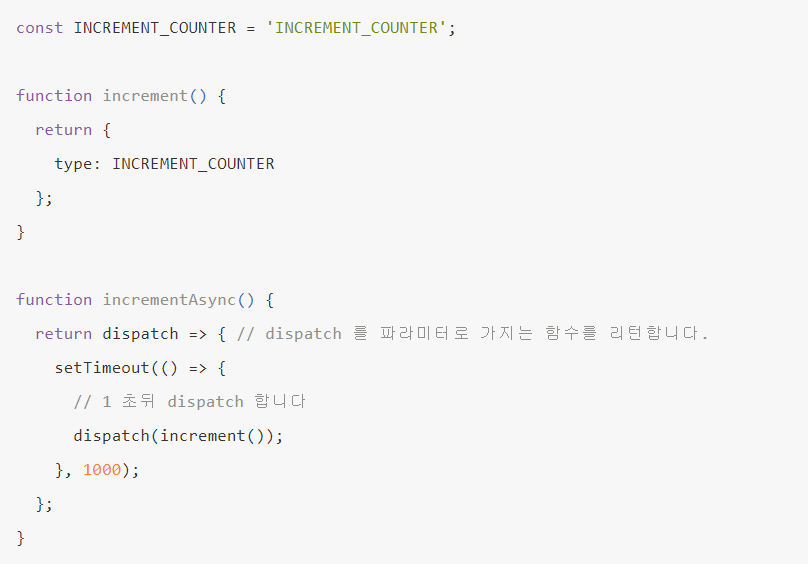 const INCREMENT_COUNTER = 'INCREMENT_COUNTER';
function increment() {
  return {
    type: INCREMENT_COUNTER
  };
}
function incrementAsync() {
  return dispatch => { // dispatch 를 파라미터로 가지는 함수를 리턴합니다.
    setTimeout(() => {
      // 1 초뒤 dispatch 합니다
      dispatch(increment());
    }, 1000);
  };
}